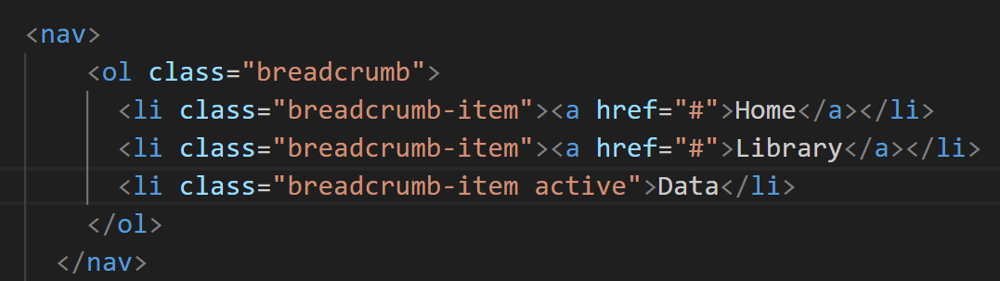 <nav>
<ol class="breadcrumb">
<li class="breadcrumb-item"><a href="#">Home</a></li>
<li class="breadcrumb-item"><a href="#">Library</a></li>
<li class="breadcrumb-item active">Data</li>
</ol>
</nav>